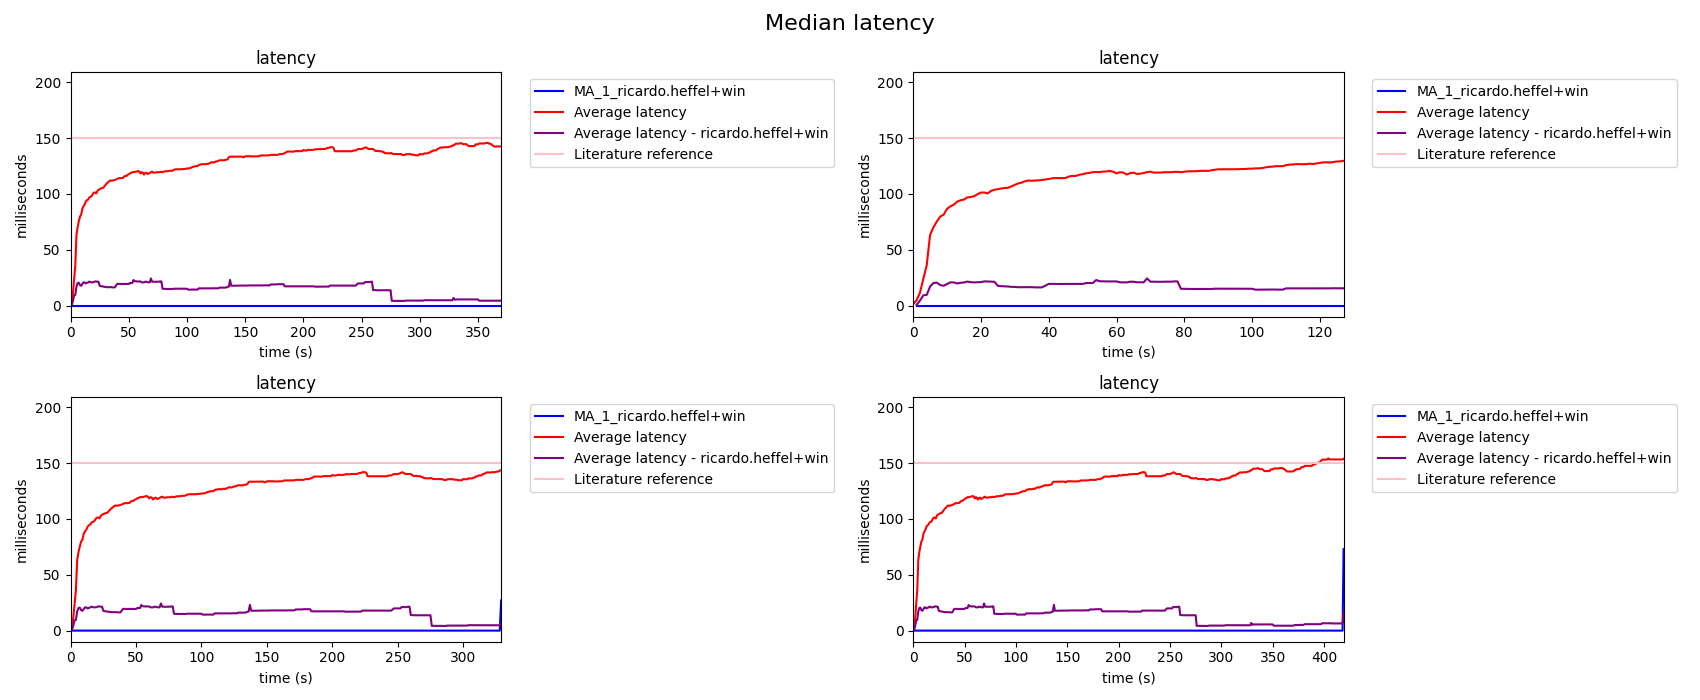 Median latency
latency
200
150
100
50
0
milliseconds
0 50 100 150 200 250 300 350
time (s)
MA_1_ricardo.heffel+win
Average latency
Average latency - ricardo.heffel+win
Literature reference
latency
200
150
100
50
0
milliseconds
0 20 40 60 80 100 120
time (s)
MA_1_ricardo.heffel+win
Average latency
Average latency - ricardo.heffel+win
Literature reference
latency
200
150
100
50
0
milliseconds
0 50 100 150 200 250 300
time (s)
MA_1_ricardo.heffel+win
Average latency
Average latency - ricardo.heffel+win
Literature reference
latency
200
150
100
50
0
milliseconds
0 50 100 150 200 250 300 350 400
time (s)
MA_1_ricardo.heffel+win
Average latency
Average latency - ricardo.heffel+win
Literature reference